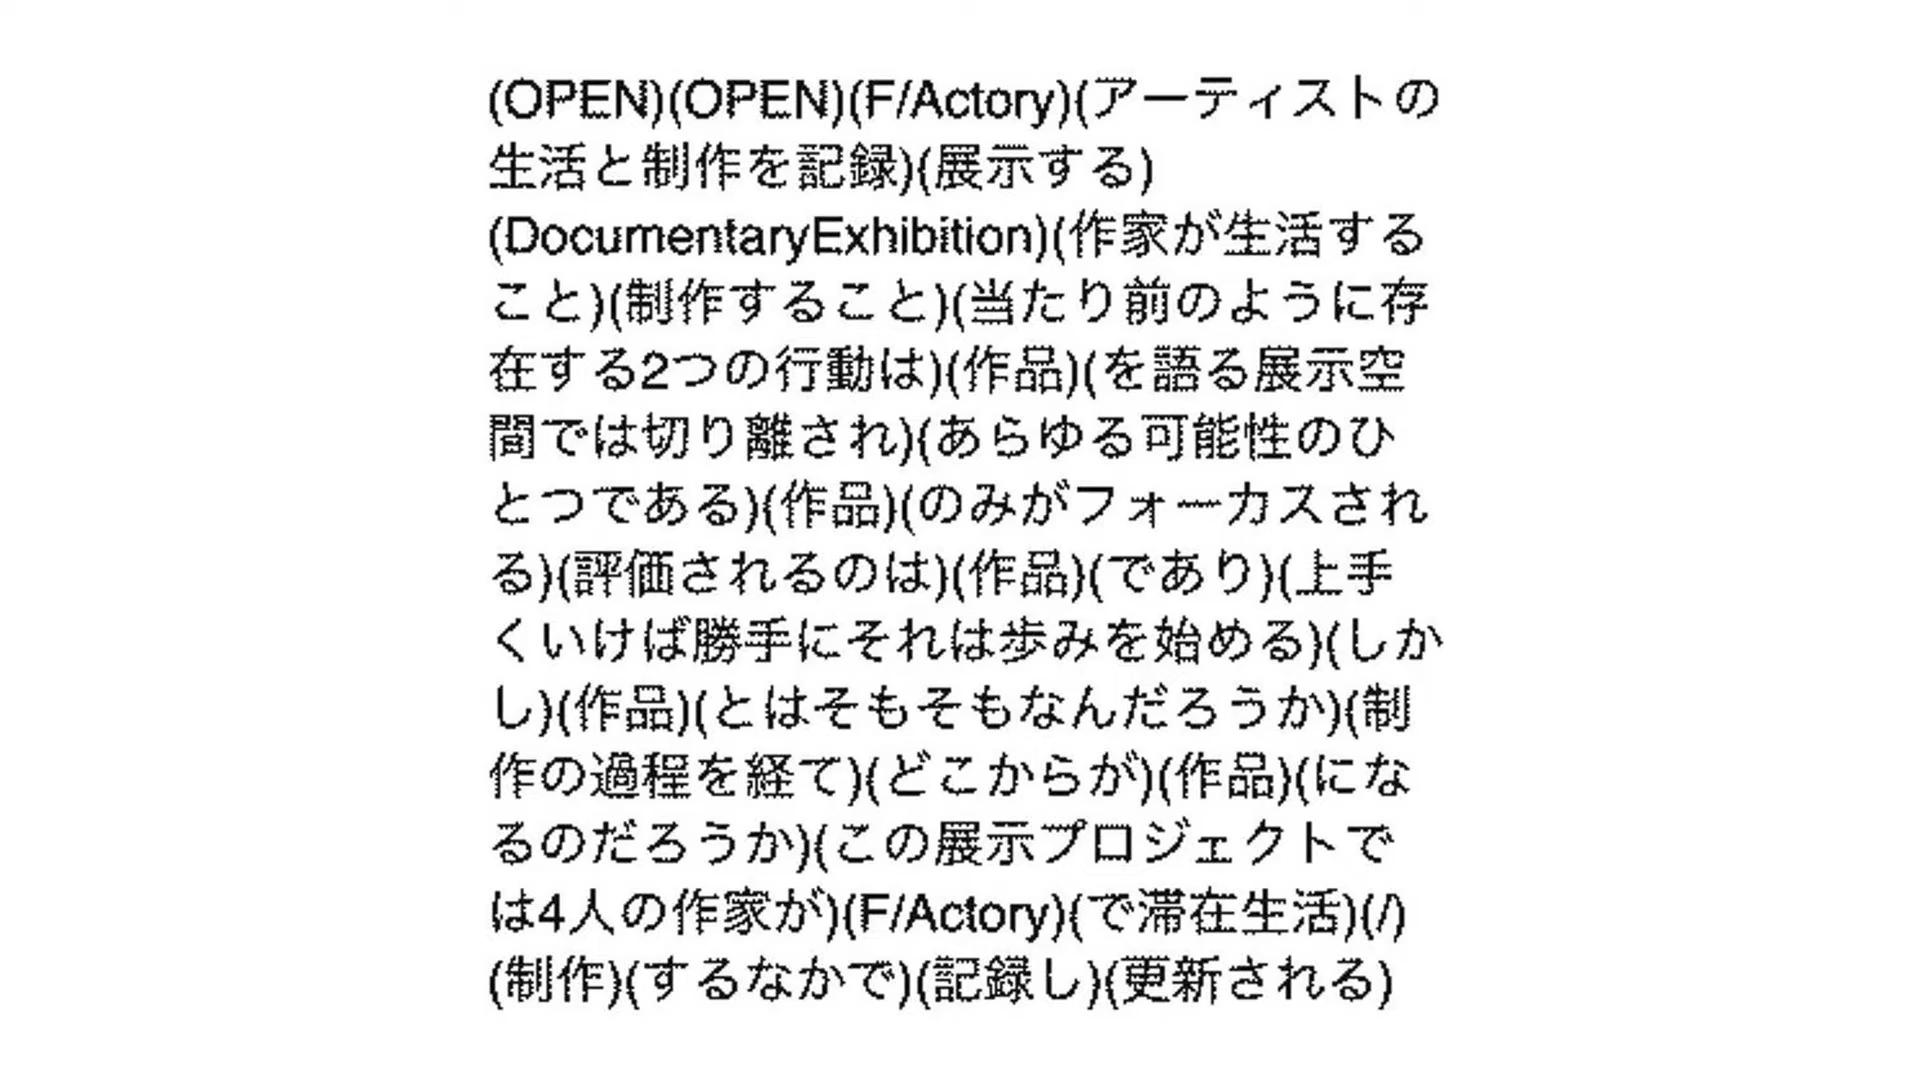 (OPEN)(OPEN)(F/Actory)(アーティストの
生活と制作を記録)(展示する)
(DocumentaryExhibition)(作家が生活する
こと)(制作すること)(当たり前のように存
在する2つの行動は)(作品)(を語る展示空
間では切り離され)(あらゆる可能性のひ
とつである)(作品)(のみがフォーカスされ
る)(評価されるのは)(作品)(であり)(上手
くいけば勝手にそれは歩みを始める)(しか
し)(作品)(とはそもそもなんだろうか)(制
作の過程を経て)(どこからが)(作品)(にな
るのだろうか)(この展示プロジェクトで
は4人の作家が)(F/Actory)(で滞在生活)(/)
(制作)(するなかで)(記録し)(更新される)